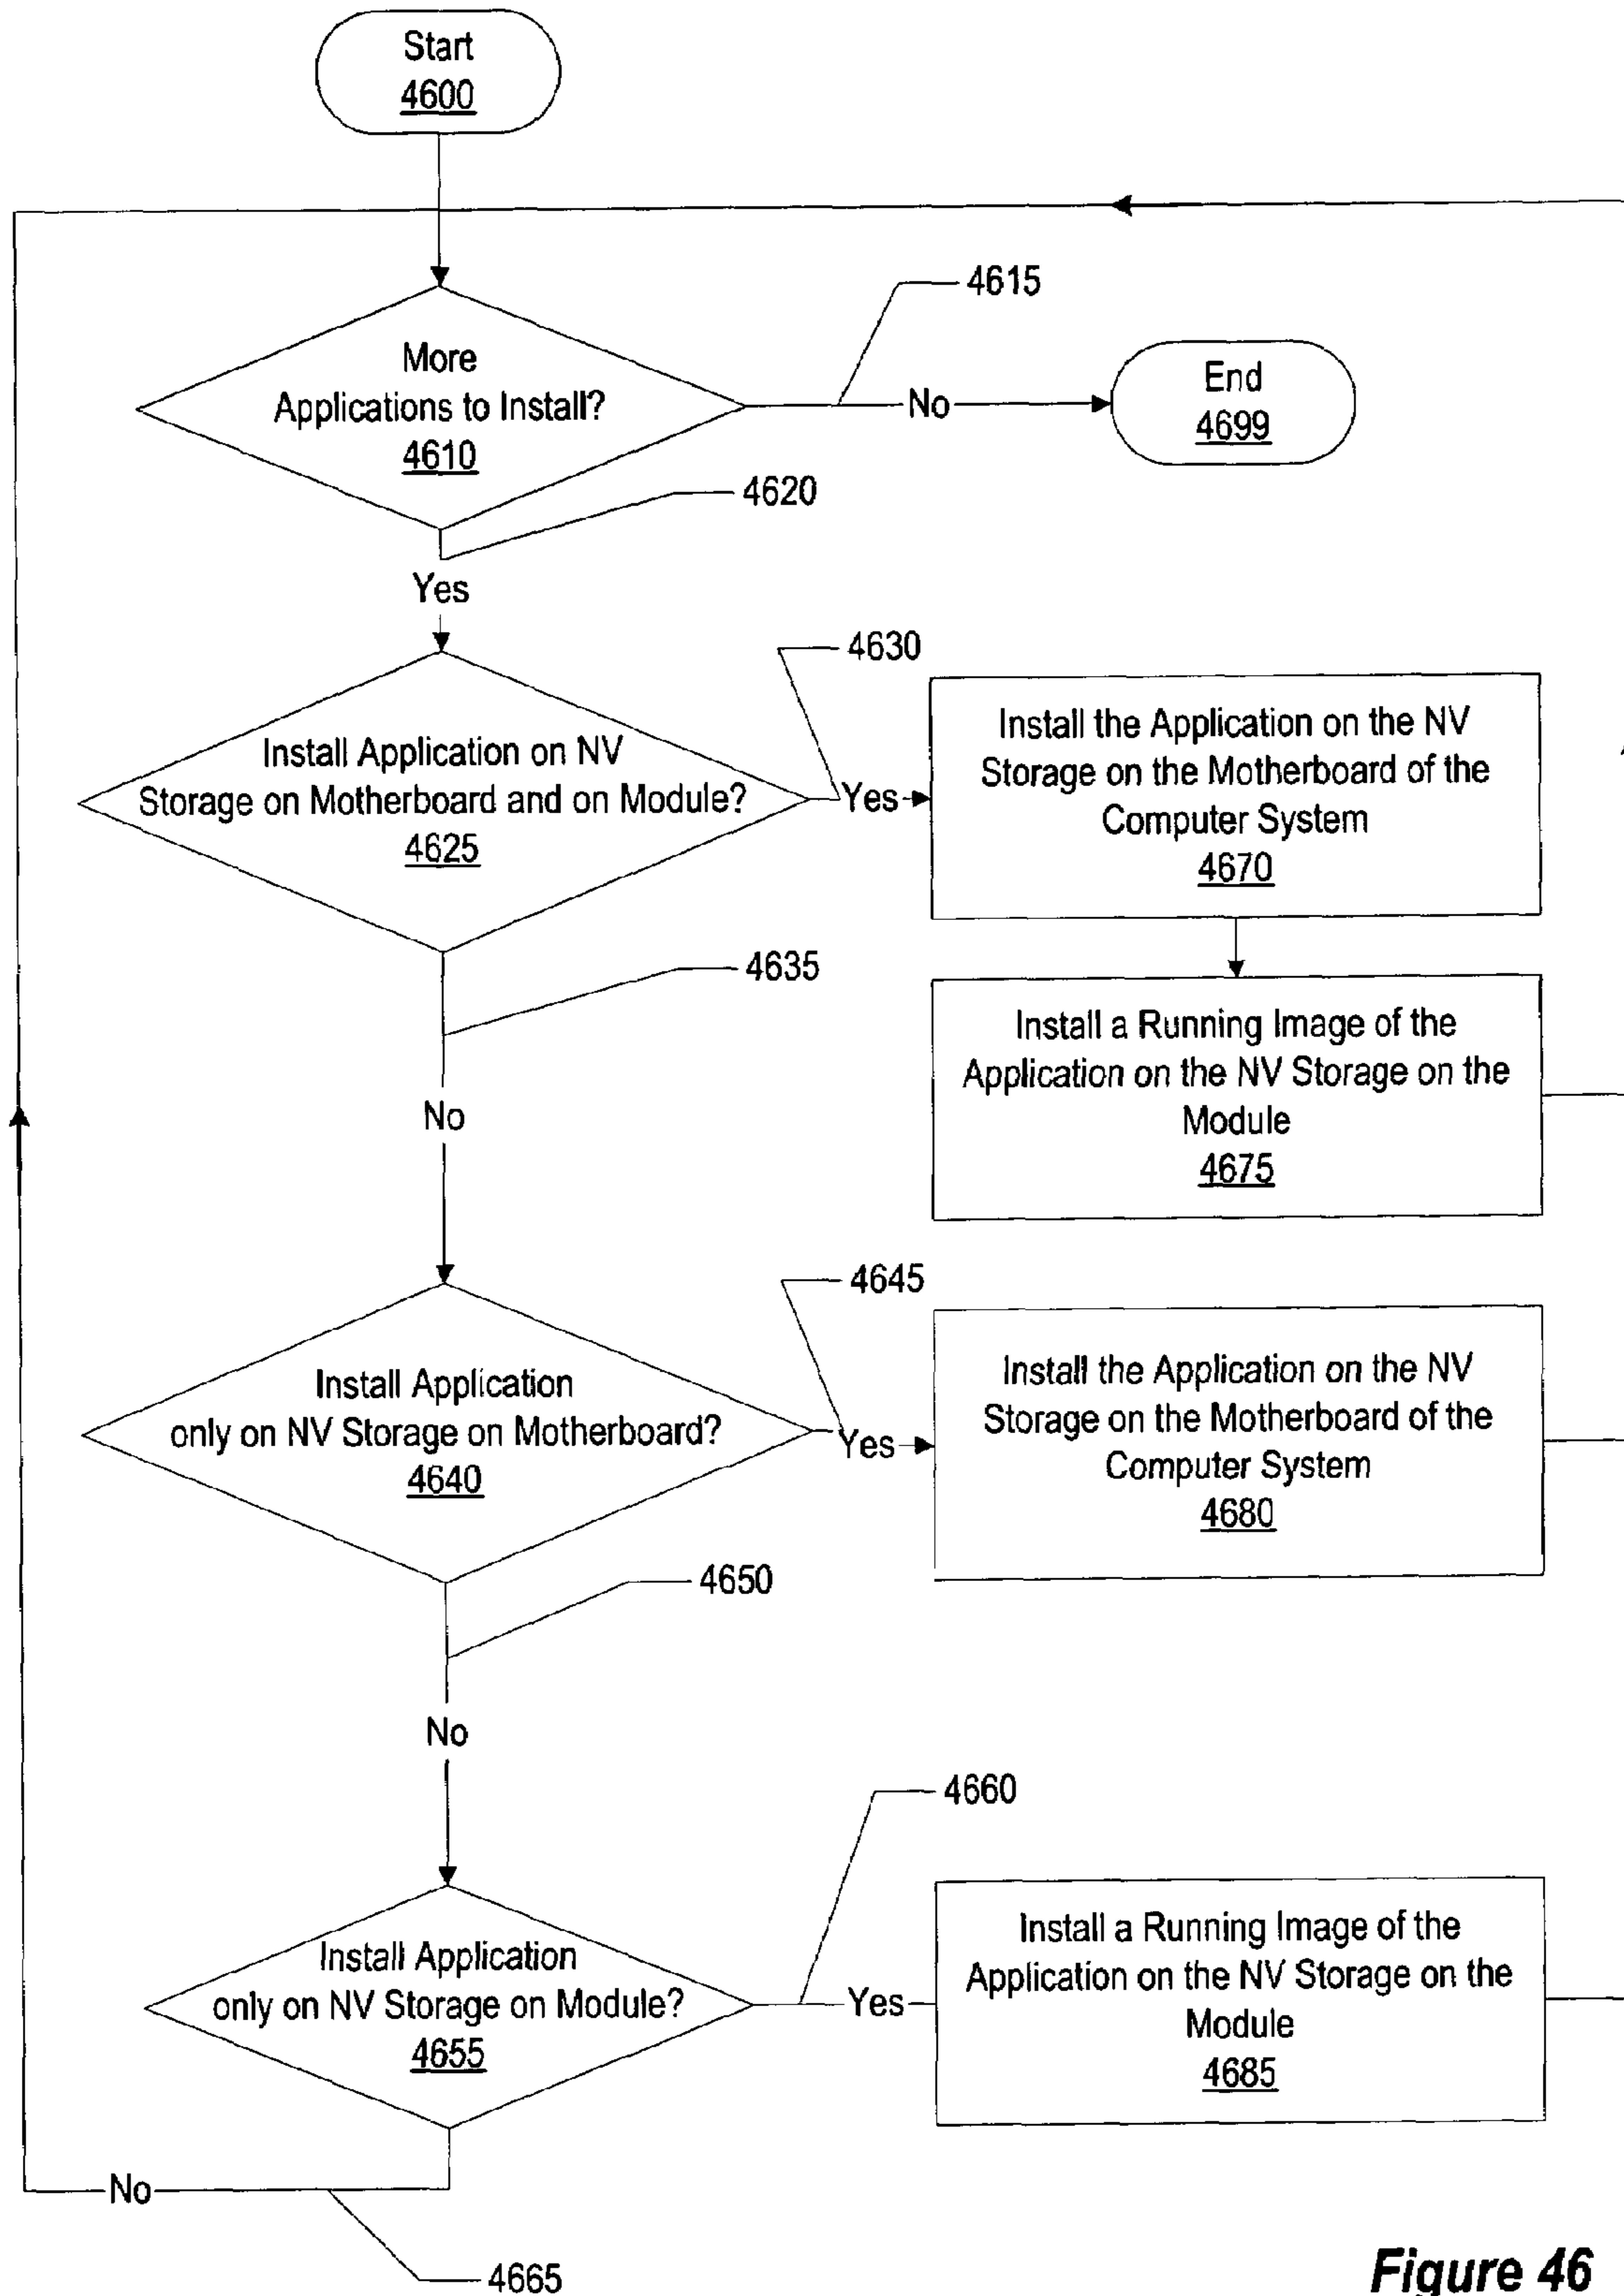 Start
4600
4615
More
Applications to Install?
4610
No
End
4699
4620
Yes
4630
Install Application on NV
Storage on Motherboard and on Module?
4625
Yes
Install the Application on the NV
Storage on the Motherboard of the
Computer System
4670
4635
No
Install a Running Image of the
Application on the NV Storage on the
Module
4675
4645
Install Application
only on NV Storage on Motherboard?
4640
Yes
Install the Application on the NV
Storage on the Motherboard of the
Computer System
4680
4650
No
4660
Install Application
only on NV Storage on Module?
4655
Yes
Install a Running Image of the
Application on the NV Storage on the
Module
4685
No
4665
Figure 46